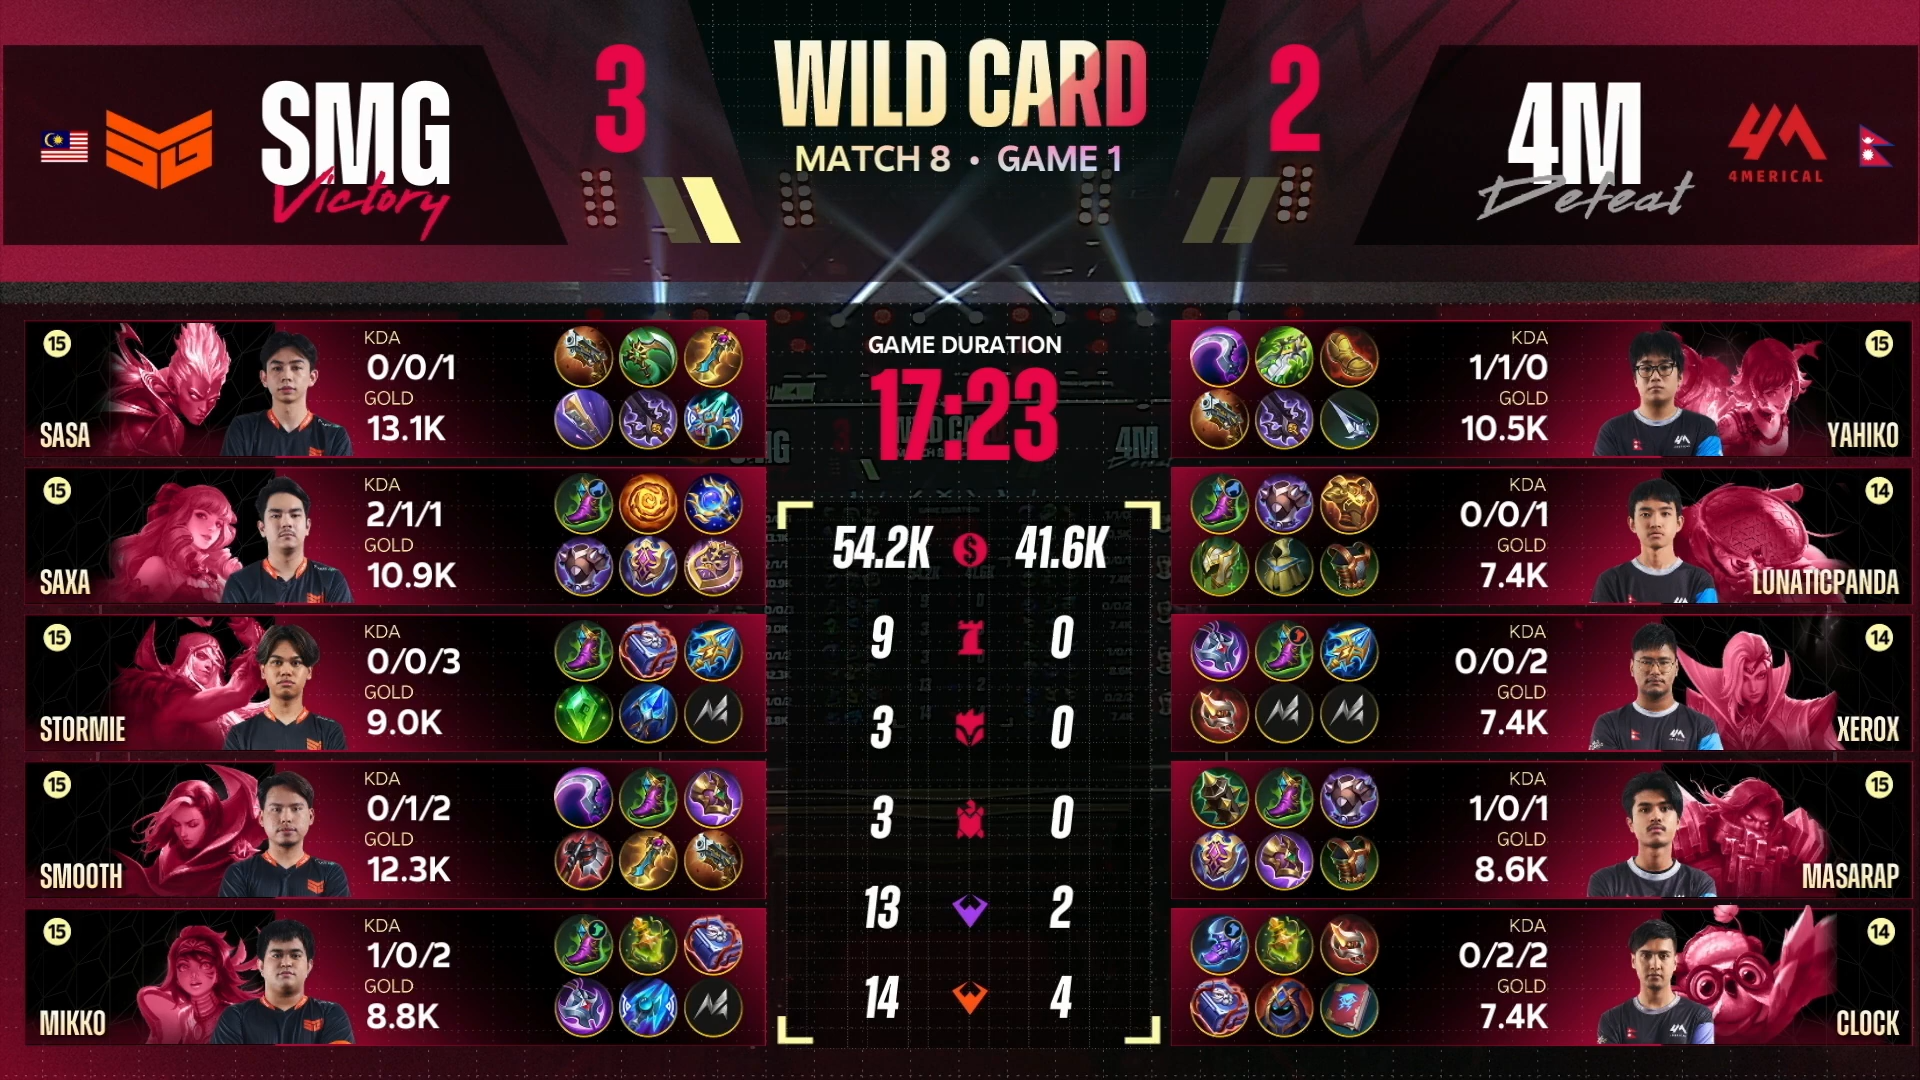 SMG
Victory
3
WILD CARD
MATCH 8 • GAME 1
2
4M
Defeat
4MERICAL
15
SASA
KDA
0/0/1
GOLD
13.1K
15
SAXA
KDA
2/1/1
GOLD
10.9K
15
STORMIE
KDA
0/0/3
GOLD
9.0K
15
SMOOTH
KDA
0/1/2
GOLD
12.3K
15
MIKKO
KDA
1/0/2
GOLD
8.8K
GAME DURATION
17:23
54.2K 41.6K
9 0
3 0
3 0
13 2
14 4
KDA
1/1/0
GOLD
10.5K
15
YAHIKO
KDA
0/0/1
GOLD
7.4K
14
LUNATICPANDA
KDA
0/0/2
GOLD
7.4K
14
XEROX
KDA
1/0/1
GOLD
8.6K
15
MASARAP
KDA
0/2/2
GOLD
7.4K
14
CLOCK